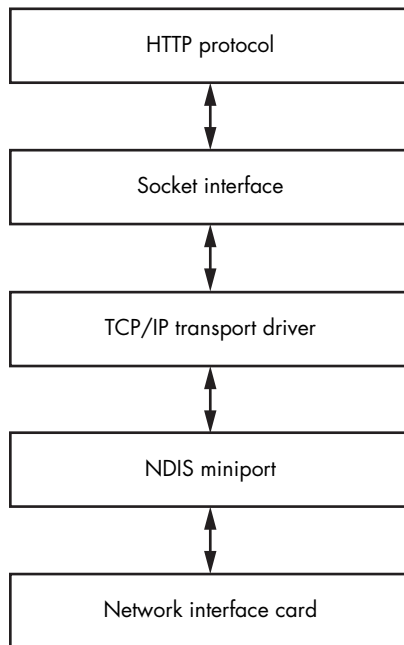 HTTP protocol
Socket interface
TCP/IP transport driver
NDIS miniport
Network interface card